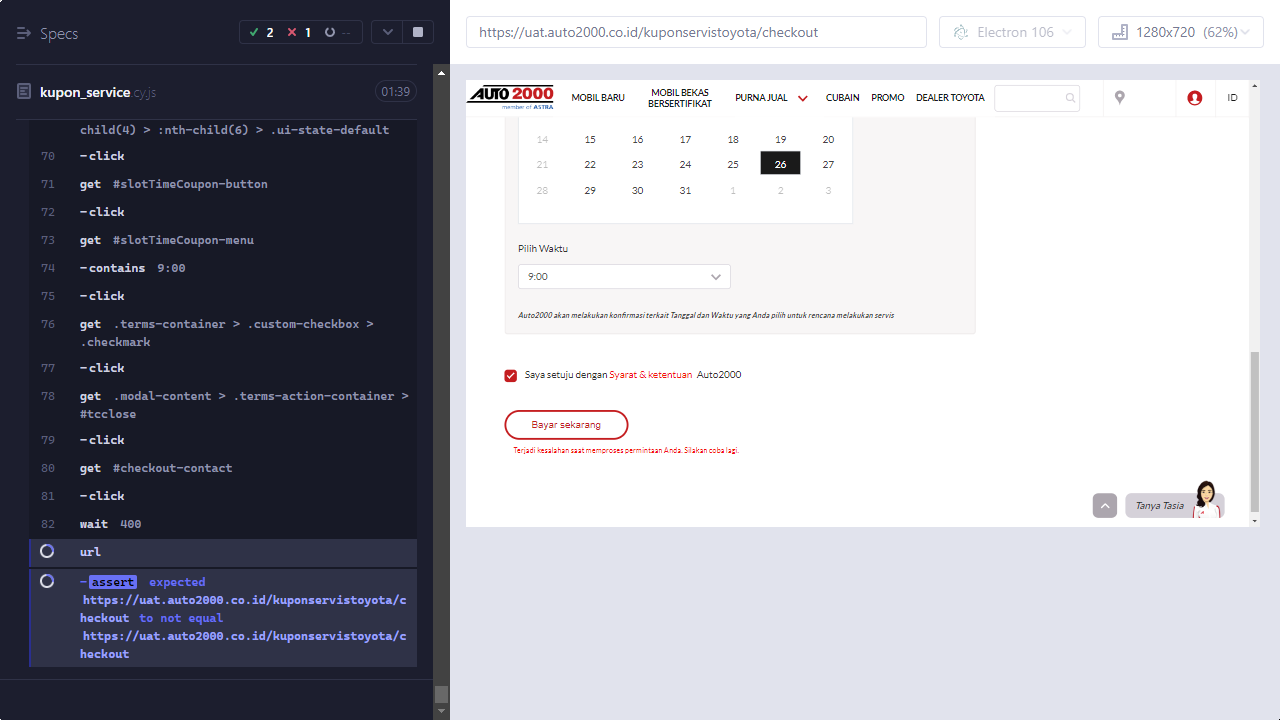 Specs
2
1
--
kupon_service.cy.js
01:39
child(4) > :nth-child(6) > .ui-state-default
70 -click
71 get #slotTimeCoupon-button
72 -click
73 get #slotTimeCoupon-menu
74 -contains 9:00
75 -click
76 get .terms-container > .custom-checkbox >
.checkmark
77 -click
78 get .modal-content > .terms-action-container >
#tcclose
79 -click
80 get #checkout-contact
81 -click
82 wait 400
url
-assert expected
https://uat.auto2000.co.id/kuponservistoyota/c
heckout to not equal
https://uat.auto2000.co.id/kuponservistoyota/c
heckout
https://uat.auto2000.co.id/kuponservistoyota/checkout
Electron 106
1280x720 (62%)
AUTO 2000
member of ASTRA
MOBIL BARU
MOBIL BEKAS
BERSERTIFIKAT
PURNA JUAL
CUBAIN
PROMO
DEALER TOYOTA
ID
14 15 16 17 18 19 20
21 22 23 24 25 26 27
28 29 30 31 1 2 3
Pilih Waktu
9:00
Auto2000 akan melakukan konfirmasi terkait Tanggal dan Waktu yang Anda pilih untuk rencana melakukan servis
Saya setuju dengan Syarat & ketentuan Auto2000
Bayar sekarang
Terjadi kesalahan saat memproses permintaan Anda. Silakan coba lagi.
Tanya Tasia